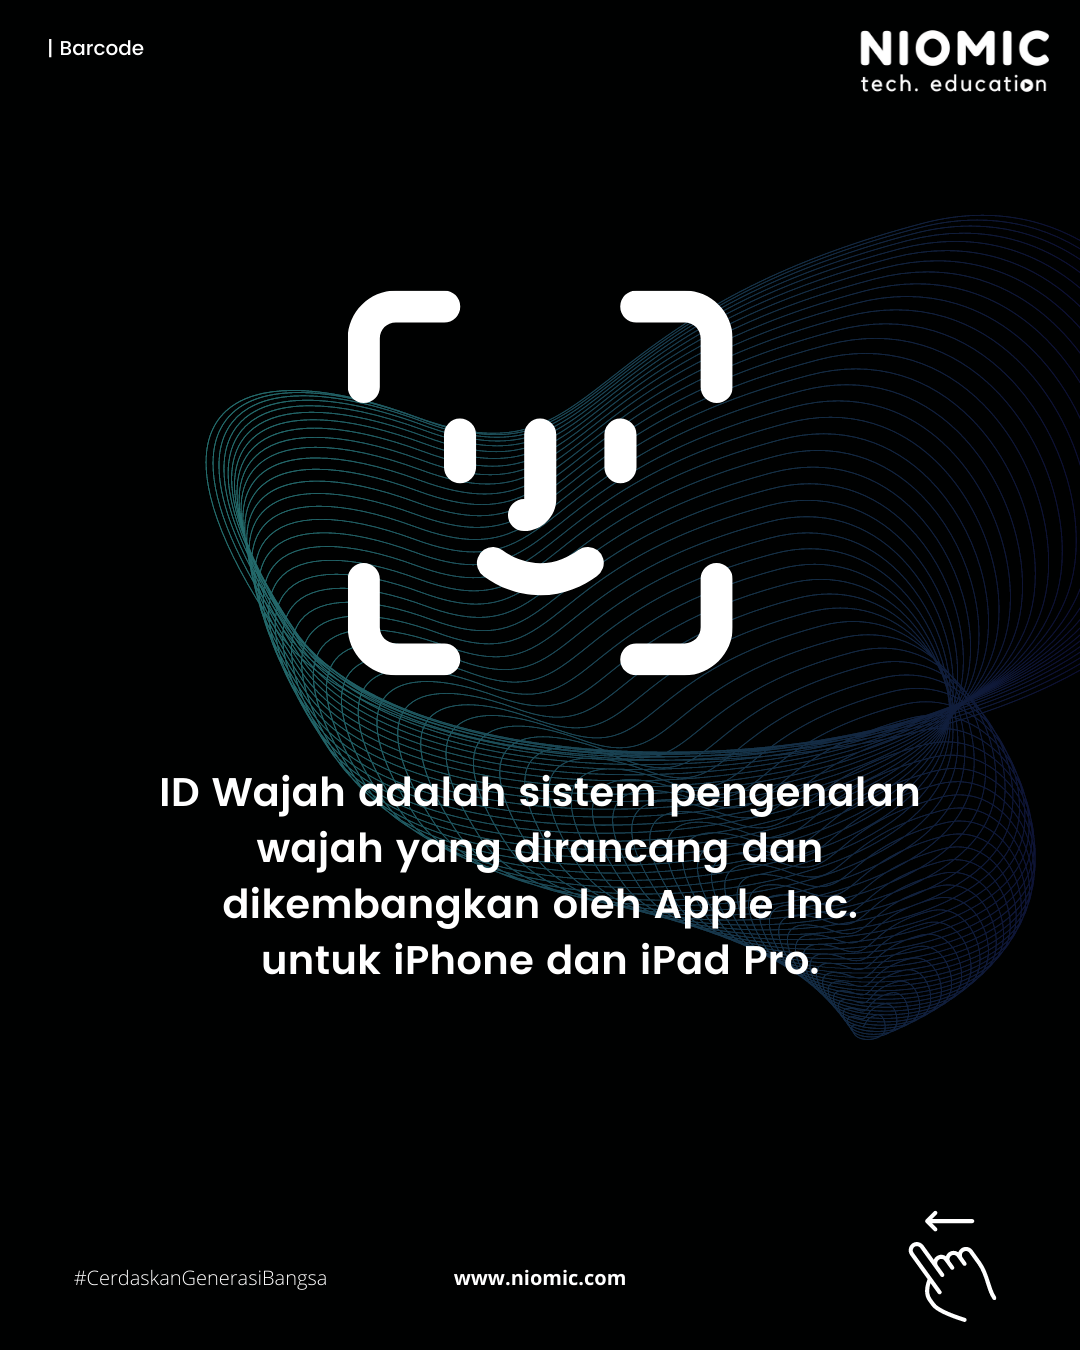 | Barcode
NIOMIC
tech. education
ID Wajah adalah sistem pengenalan
wajah yang dirancang dan
dikembangkan oleh Apple Inc.
untuk iPhone dan iPad Pro.
#CerdaskanGenerasiBangsa
www.niomic.com